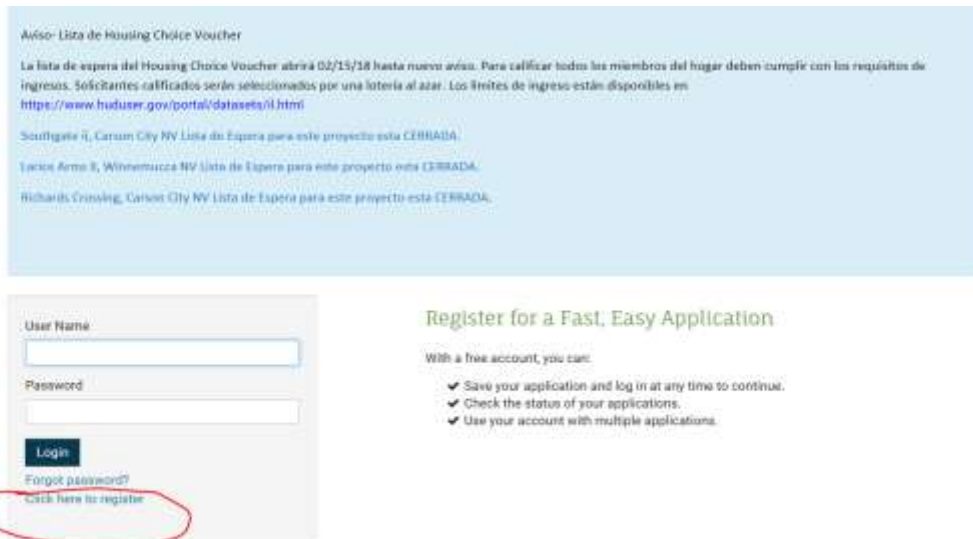 Aviso- Lista de Housing Choice Voucher
La lista de espera del Housing Choice Voucher abrirá 02/15/18 hasta nuevo aviso. Para calificar todos los miembros del hogar deben cumplir con los requisitos de
ingresos. Solicitantes calificados serán seleccionados por una lotería al azar. Los límites de ingreso están disponibles en
https://www.huduser.gov/portal/datasets/il.html
Southgate II, Carson City NV Lista de Espera para este proyecto esta CERRADA.
Arms II, Winnemucca NV Lista de Espera para este proyecto esta CERRADA.
Richards Crossing, Carson City NV Lista de Espera para este proyecto esta CERRADA.
User Name
Password
Login
Forgot password?
Click here to register
Register for a Fast, Easy Application
With a free account, you can:
✔ Save your application and log in at any time to continue.
✔ Check the status of your applications.
✔ Use your account with multiple applications.